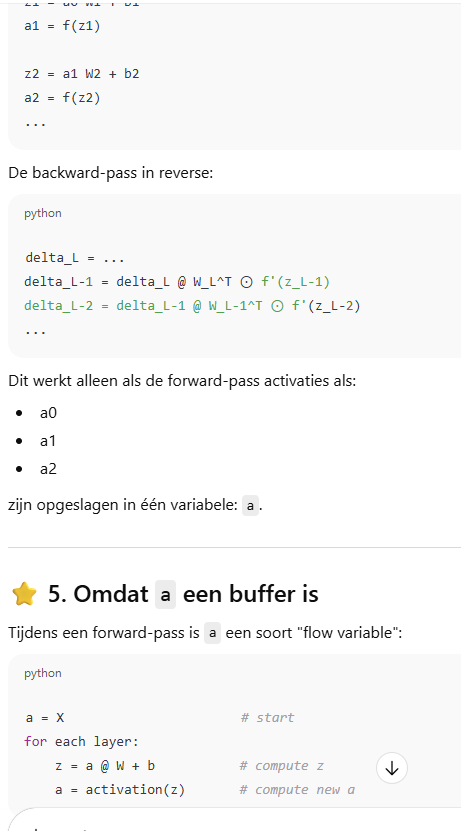 a1 = f(z1)
z2 = a1 W2 + b2
a2 = f(z2)
...
De backward-pass in reverse:
python
delta_L = ...
delta_L-1 = delta_L @ W_L^T ⊙ f'(z_L-1)
delta_L-2 = delta_L-1 @ W_L-1^T ⊙ f'(z_L-2)
...
Dit werkt alleen als de forward-pass activaties als:
• a0
• a1
• a2
zijn opgeslagen in één variabele: a.
⭐ 5. Omdat a een buffer is
Tijdens een forward-pass is a een soort "flow variable":
python
a = X # start
for each layer:
z = a @ W + b # compute z
a = activation(z) # compute new a